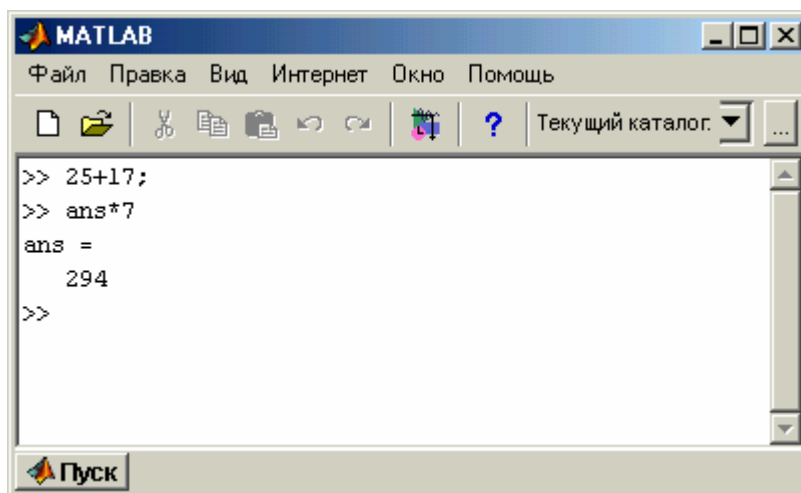 MATLAB
Файл Правка Вид Интернет Окно Помощь
? Текущий каталог: ...
>> 25+17;
>> ans*7
ans =
294
>>
Пуск